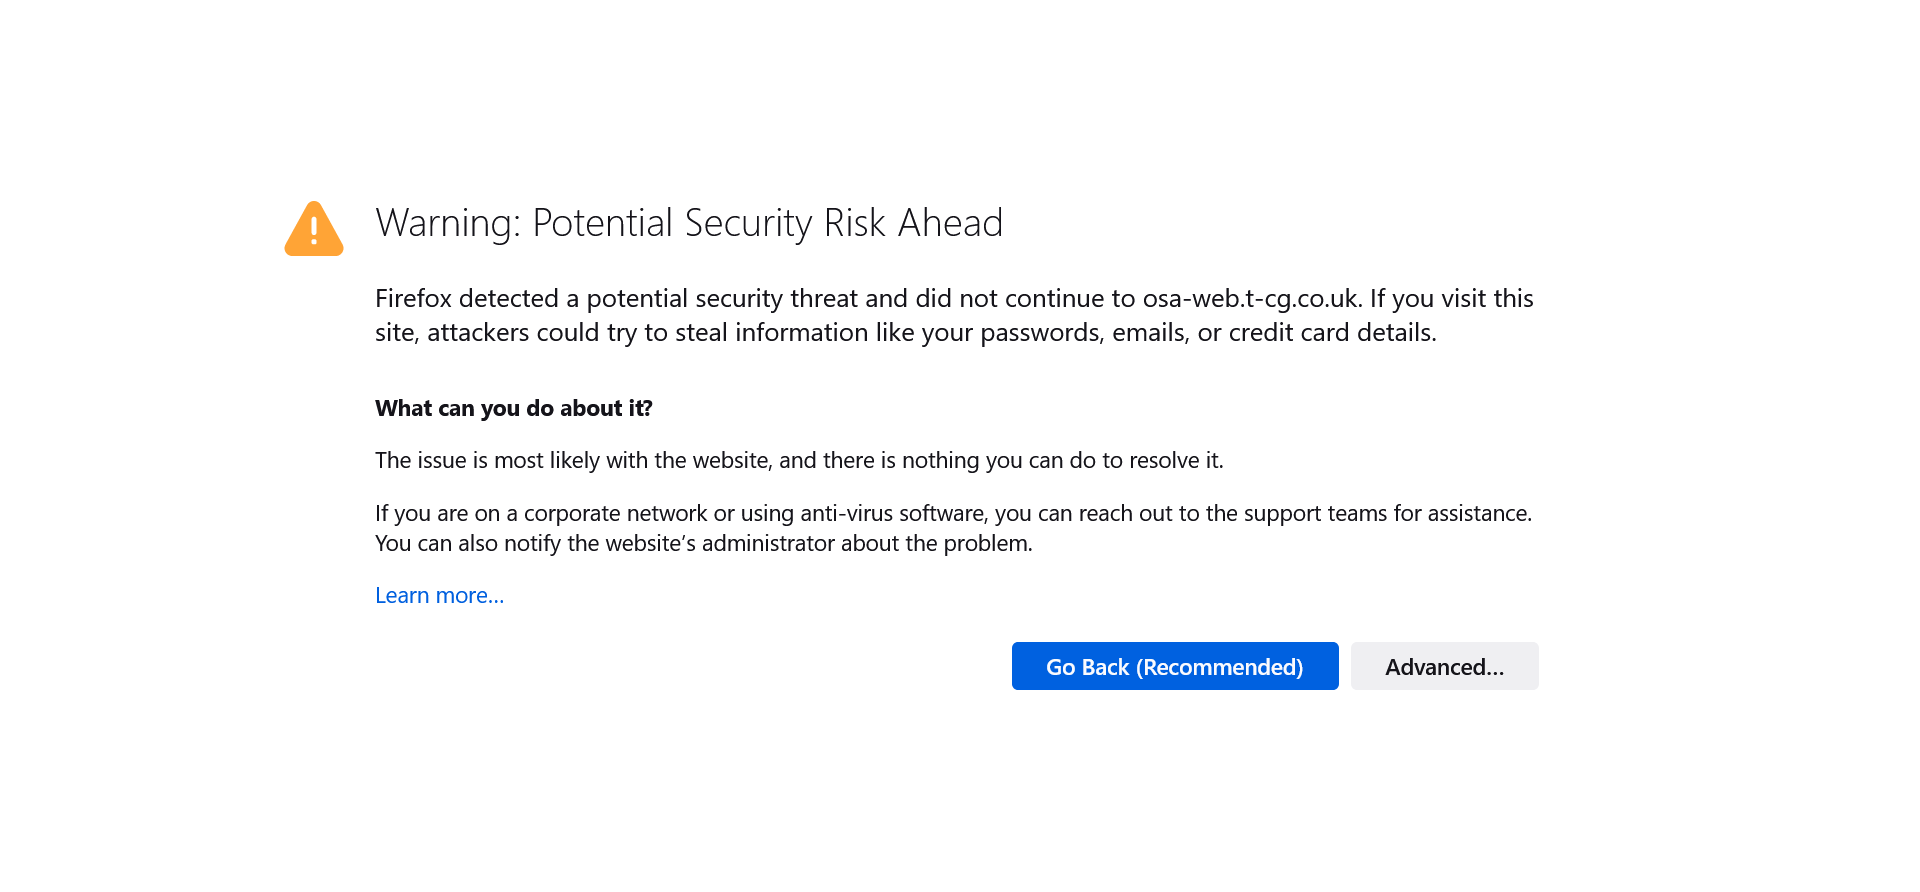 Warning: Potential Security Risk Ahead
Firefox detected a potential security threat and did not continue to osa-web.t-cg.co.uk. If you visit this
site, attackers could try to steal information like your passwords, emails, or credit card details.
What can you do about it?
The issue is most likely with the website, and there is nothing you can do to resolve it.
If you are on a corporate network or using anti-virus software, you can reach out to the support teams for assistance.
You can also notify the website’s administrator about the problem.
Learn more…
Go Back (Recommended)
Advanced…